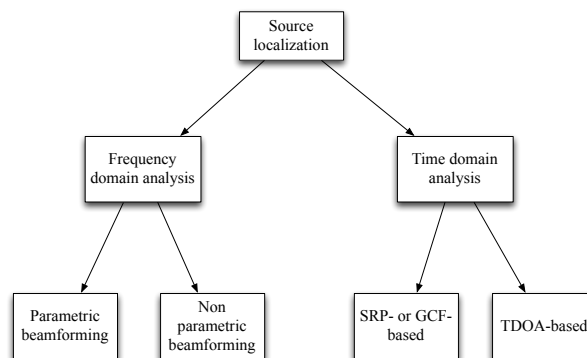 Source
localization
Frequency
domain analysis
Time domain
analysis
Parametric
beamforming
Non
parametric
beamforming
SRP- or GCF-
based
TDOA-based